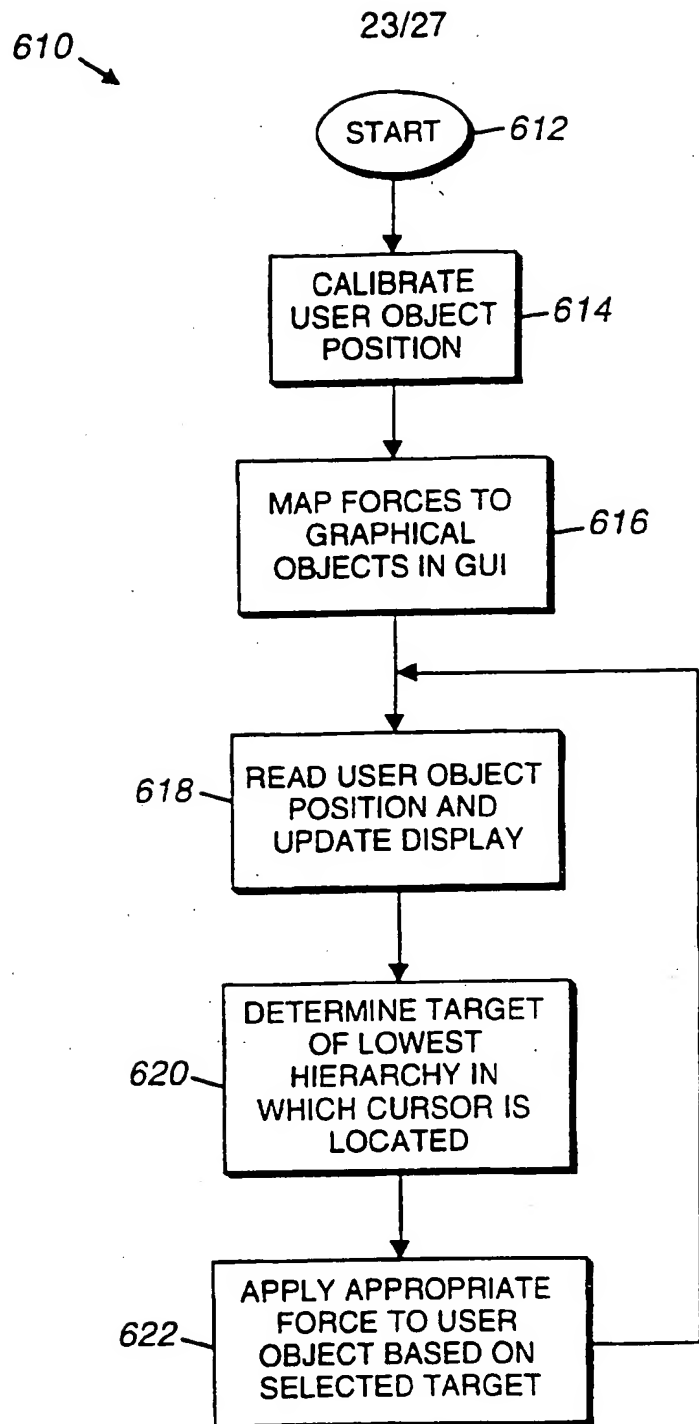 23/27
610
START
612
CALIBRATE
USER OBJECT
POSITION
614
MAP FORCES TO
GRAPHICAL
OBJECTS IN GUI
616
618
READ USER OBJECT
POSITION AND
UPDATE DISPLAY
620
DETERMINE TARGET
OF LOWEST
HIERARCHY IN
WHICH CURSOR IS
LOCATED
622
APPLY APPROPRIATE
FORCE TO USER
OBJECT BASED ON
SELECTED TARGET